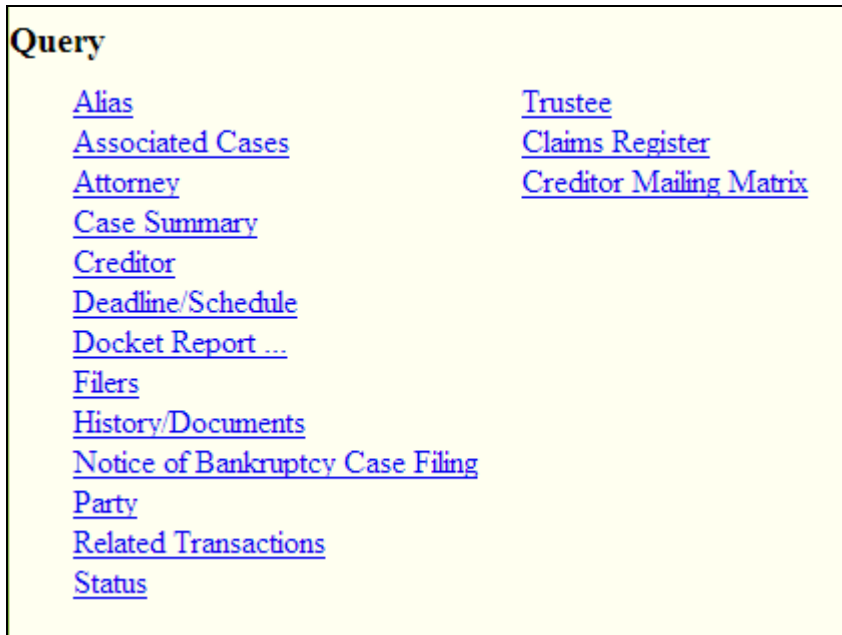 Query
Alias
Associated Cases
Attorney
Case Summary
Creditor
Deadline/Schedule
Docket Report ...
Filers
History/Documents
Notice of Bankruptcy Case Filing
Party
Related Transactions
Status
Trustee
Claims Register
Creditor Mailing Matrix